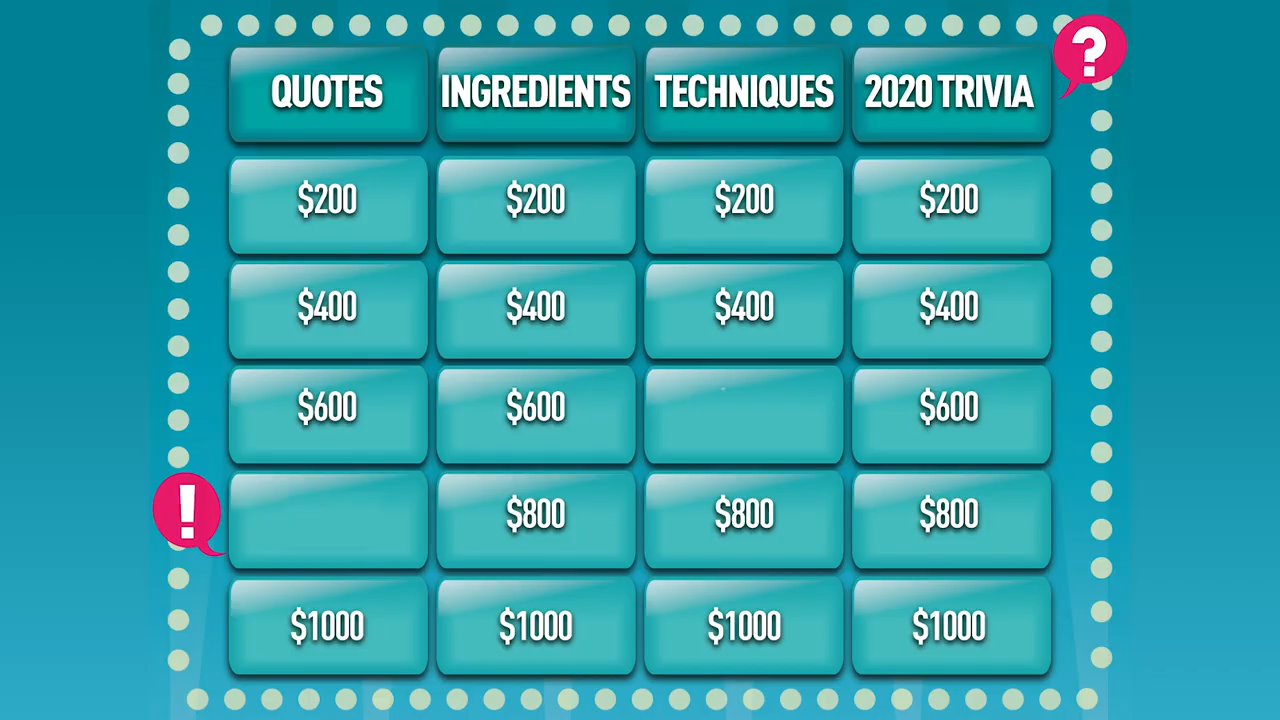 ?
QUOTES INGREDIENTS TECHNIQUES 2020 TRIVIA
$200 $200 $200 $200
$400 $400 $400 $400
$600 $600 $600
! $800 $800 $800
$1000 $1000 $1000 $1000